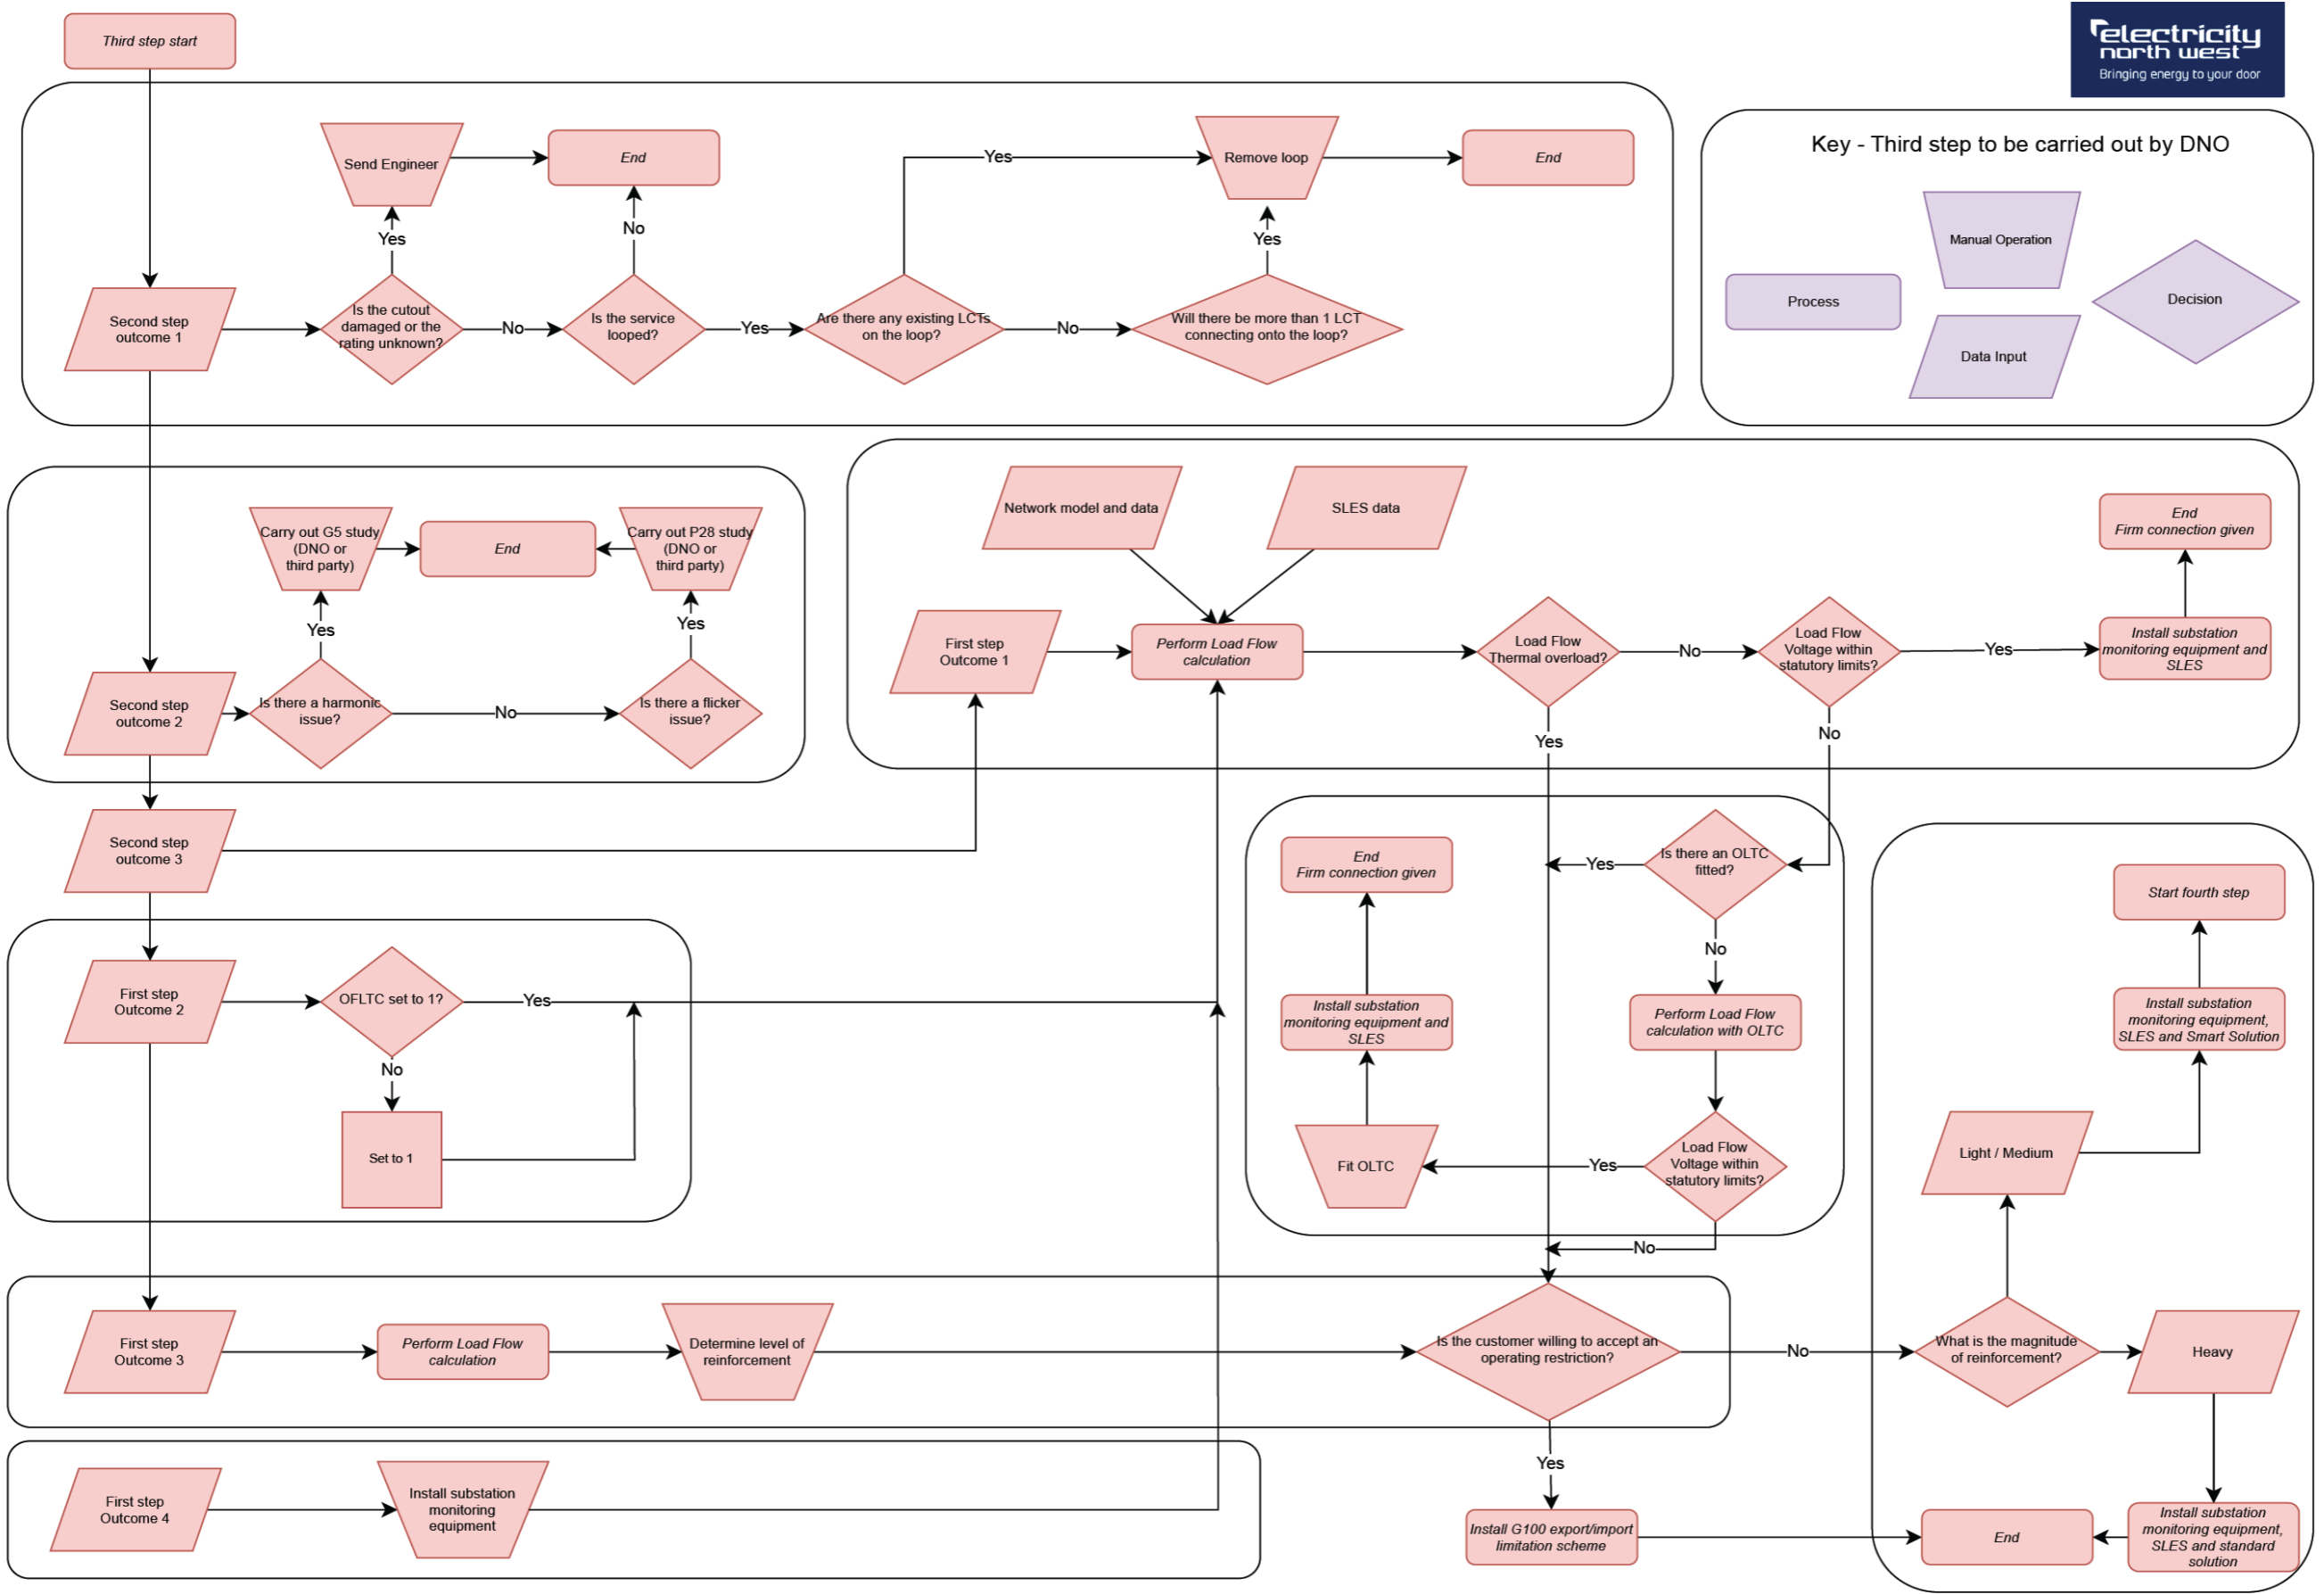 Third step start
electricity
north west
Bringing energy to your door
Key - Third step to be carried out by DNO
Manual Operation
Process
Decision
Data Input
Send Engineer
End
Yes
Remove loop
End
Yes
No
Yes
Second step
outcome 1
Is the cutout
damaged or the
rating unknown?
No
Is the service
looped?
Yes
Are there any existing LCTs
on the loop?
No
Will there be more than 1 LCT
connecting onto the loop?
Carry out G5 study
(DNO or
third party)
End
Carry out P28 study
(DNO or
third party)
Yes
Yes
Second step
outcome 2
Is there a harmonic
issue?
No
Is there a flicker
issue?
Network model and data
SLES data
End
Firm connection given
First step
Outcome 1
Perform Load Flow
calculation
Load Flow
Thermal overload?
No
Load Flow
Voltage within
statutory limits?
Yes
Install substation
monitoring equipment and
SLES
Yes
No
Second step
outcome 3
End
Firm connection given
Yes
Is there an OLTC
fitted?
No
Install substation
monitoring equipment and
SLES
Perform Load Flow
calculation with OLTC
Fit OLTC
Yes
Load Flow
Voltage within
statutory limits?
No
Start fourth step
Install substation
monitoring equipment,
SLES and Smart Solution
Light / Medium
First step
Outcome 2
OFLTC set to 1?
Yes
No
Set to 1
First step
Outcome 3
Perform Load Flow
calculation
Determine level of
reinforcement
Is the customer willing to accept an
operating restriction?
No
What is the magnitude
of reinforcement?
Heavy
Yes
First step
Outcome 4
Install substation
monitoring
equipment
Install G100 export/import
limitation scheme
End
Install substation
monitoring equipment,
SLES and standard
solution